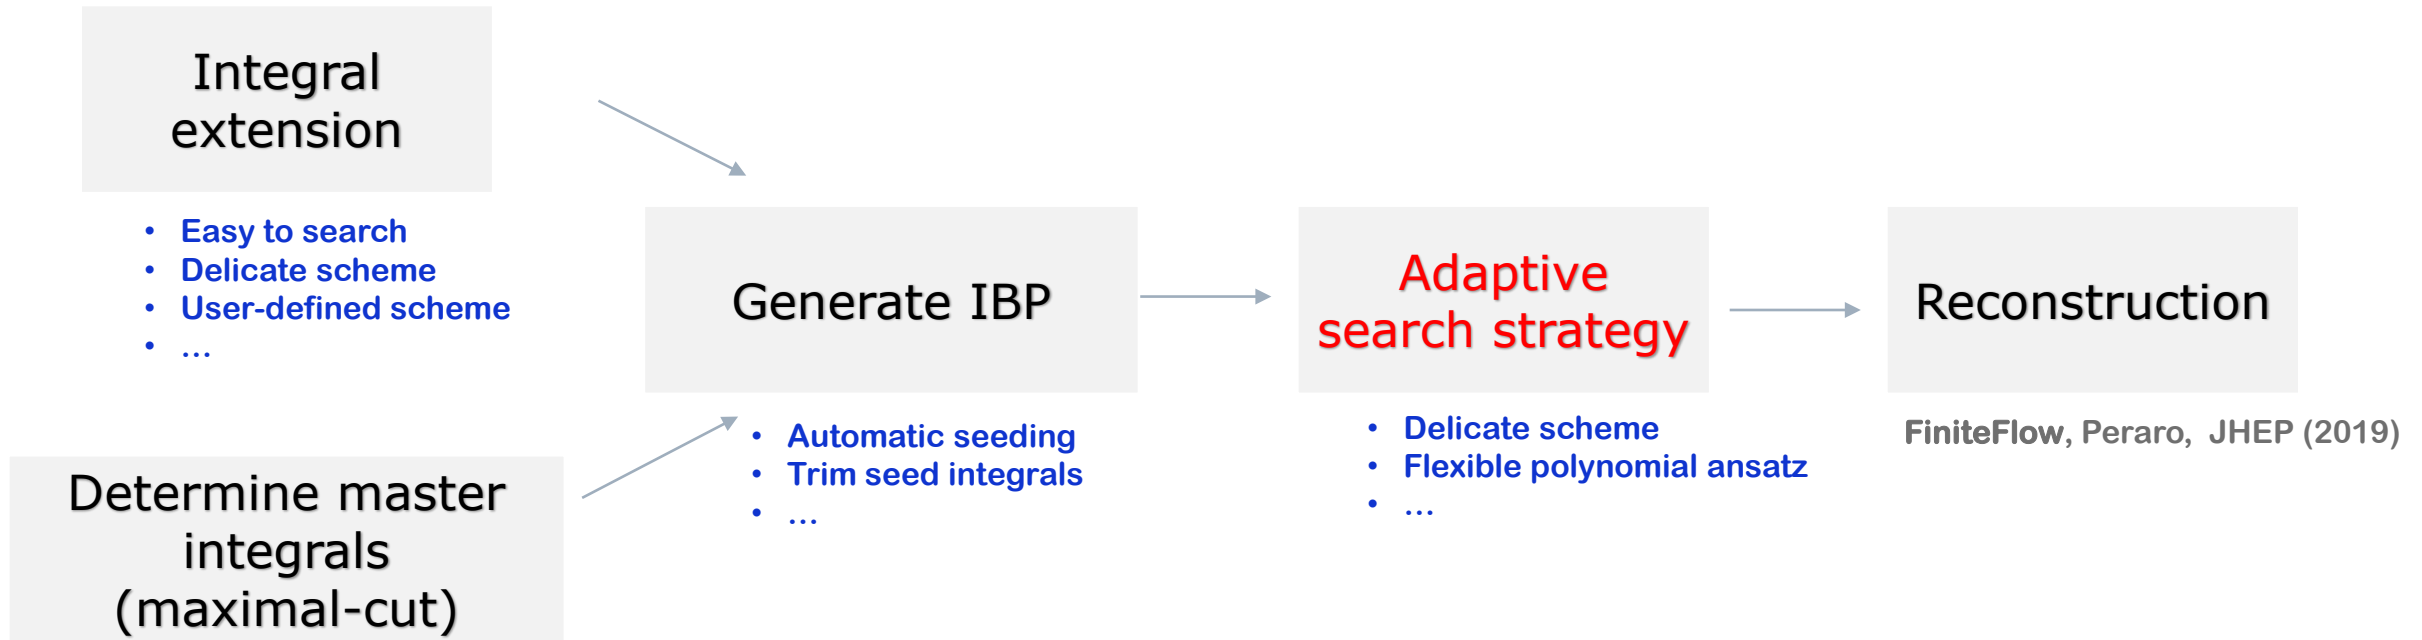 Integral
extension
• Easy to search
• Delicate scheme
• User-defined scheme
• ...
Determine master
integrals
(maximal-cut)
Generate IBP
• Automatic seeding
• Trim seed integrals
• ...
Adaptive
search strategy
• Delicate scheme
• Flexible polynomial ansatz
• ...
Reconstruction
FiniteFlow, Peraro, JHEP (2019)